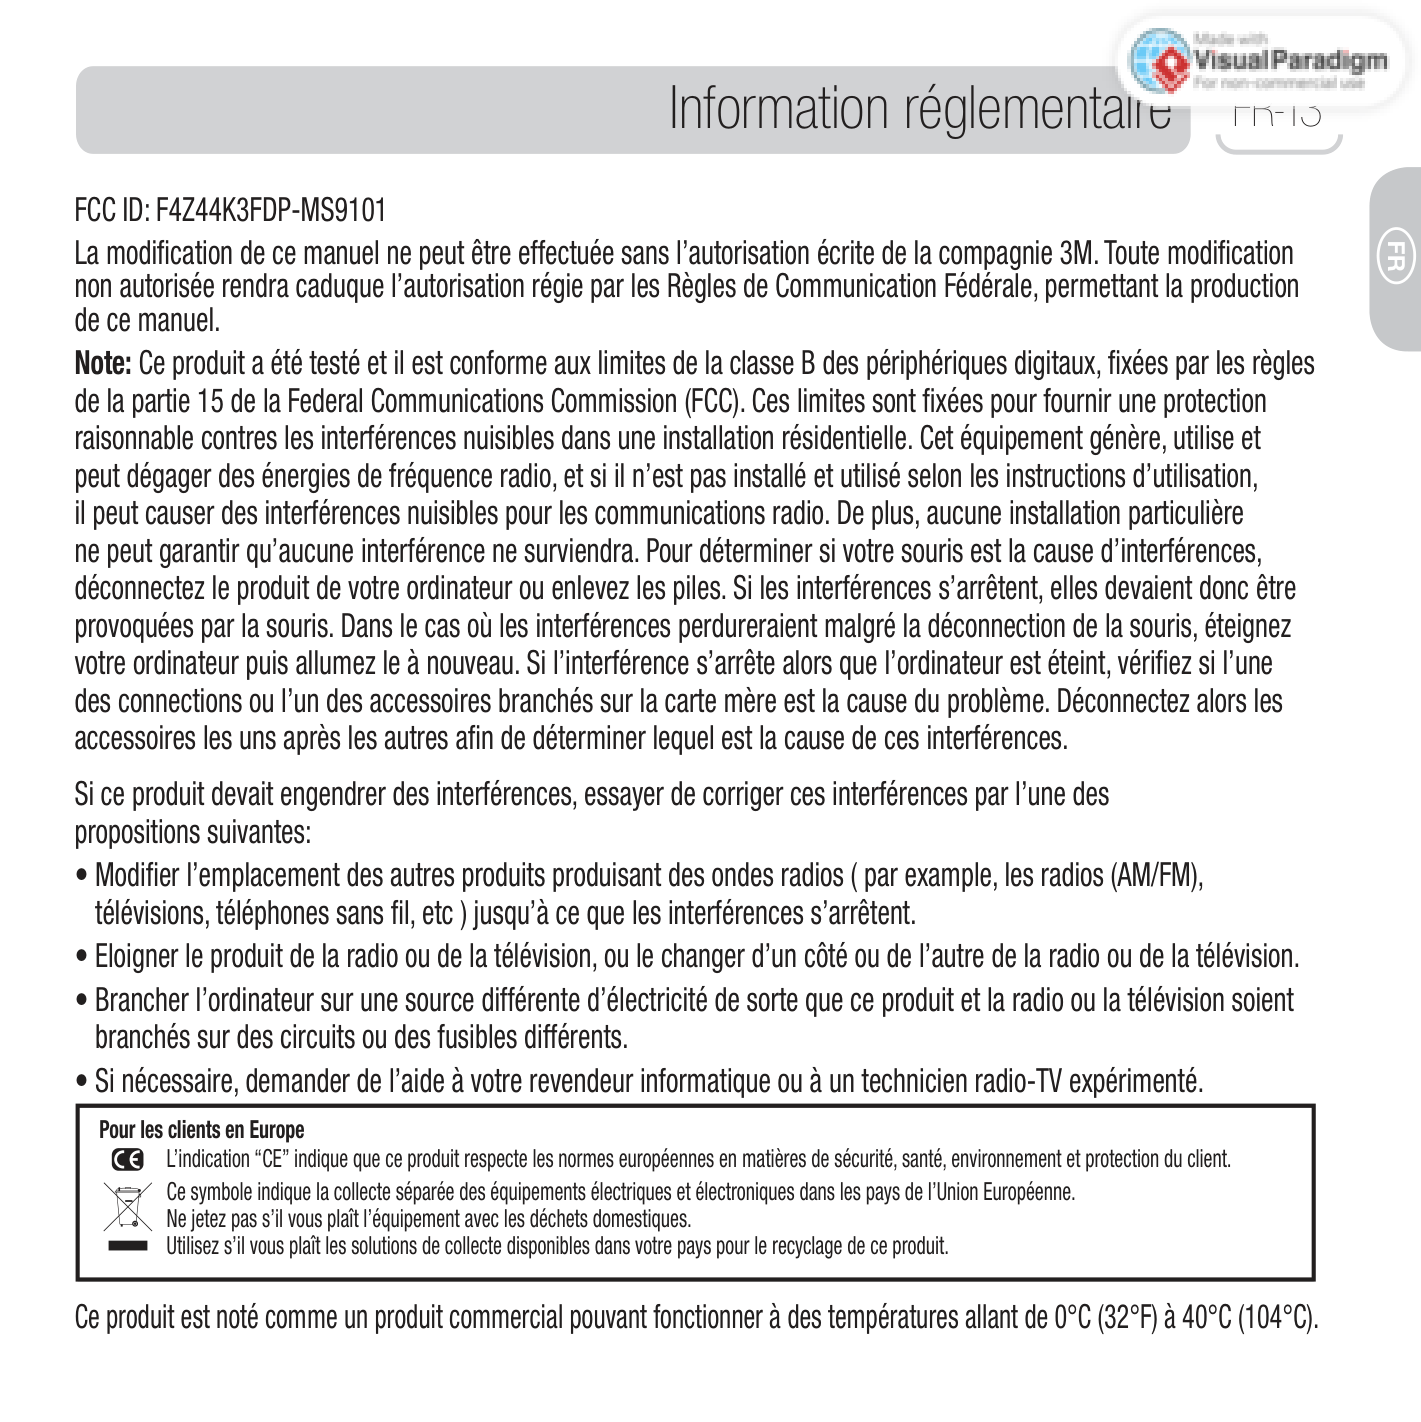 Made with
Visual Paradigm
For non-commercial use
Information réglementaire
FR-13
FR
FCC ID: F4Z44K3FDP-MS9101
La modification de ce manuel ne peut être effectuée sans l’autorisation écrite de la compagnie 3M. Toute modification
non autorisée rendra caduque l’autorisation régie par les Règles de Communication Fédérale, permettant la production
de ce manuel.
Note: Ce produit a été testé et il est conforme aux limites de la classe B des périphériques digitaux, fixées par les règles
de la partie 15 de la Federal Communications Commission (FCC). Ces limites sont fixées pour fournir une protection
raisonnable contres les interférences nuisibles dans une installation résidentielle. Cet équipement génère, utilise et
peut dégager des énergies de fréquence radio, et si il n’est pas installé et utilisé selon les instructions d’utilisation,
il peut causer des interférences nuisibles pour les communications radio. De plus, aucune installation particulière
ne peut garantir qu’aucune interférence ne surviendra. Pour déterminer si votre souris est la cause d’interférences,
déconnectez le produit de votre ordinateur ou enlevez les piles. Si les interférences s’arrêtent, elles devaient donc être
provoquées par la souris. Dans le cas où les interférences perdureraient malgré la déconnection de la souris, éteignez
votre ordinateur puis allumez le à nouveau. Si l’interférence s’arrête alors que l’ordinateur est éteint, vérifiez si l’une
des connections ou l’un des accessoires branchés sur la carte mère est la cause du problème. Déconnectez alors les
accessoires les uns après les autres afin de déterminer lequel est la cause de ces interférences.
Si ce produit devait engendrer des interférences, essayer de corriger ces interférences par l’une des
propositions suivantes:
• Modifier l’emplacement des autres produits produisant des ondes radios ( par example, les radios (AM/FM),
télévisions, téléphones sans fil, etc ) jusqu’à ce que les interférences s’arrêtent.
• Eloigner le produit de la radio ou de la télévision, ou le changer d’un côté ou de l’autre de la radio ou de la télévision.
• Brancher l’ordinateur sur une source différente d’électricité de sorte que ce produit et la radio ou la télévision soient
branchés sur des circuits ou des fusibles différents.
• Si nécessaire, demander de l’aide à votre revendeur informatique ou à un technicien radio-TV expérimenté.
Pour les clients en Europe
CE L’indication “CE” indique que ce produit respecte les normes européennes en matières de sécurité, santé, environnement et protection du client.
Ce symbole indique la collecte séparée des équipements électriques et électroniques dans les pays de l’Union Européenne.
Ne jetez pas s’il vous plaît l’équipement avec les déchets domestiques.
Utilisez s’il vous plaît les solutions de collecte disponibles dans votre pays pour le recyclage de ce produit.
Ce produit est noté comme un produit commercial pouvant fonctionner à des températures allant de 0°C (32°F) à 40°C (104°C).